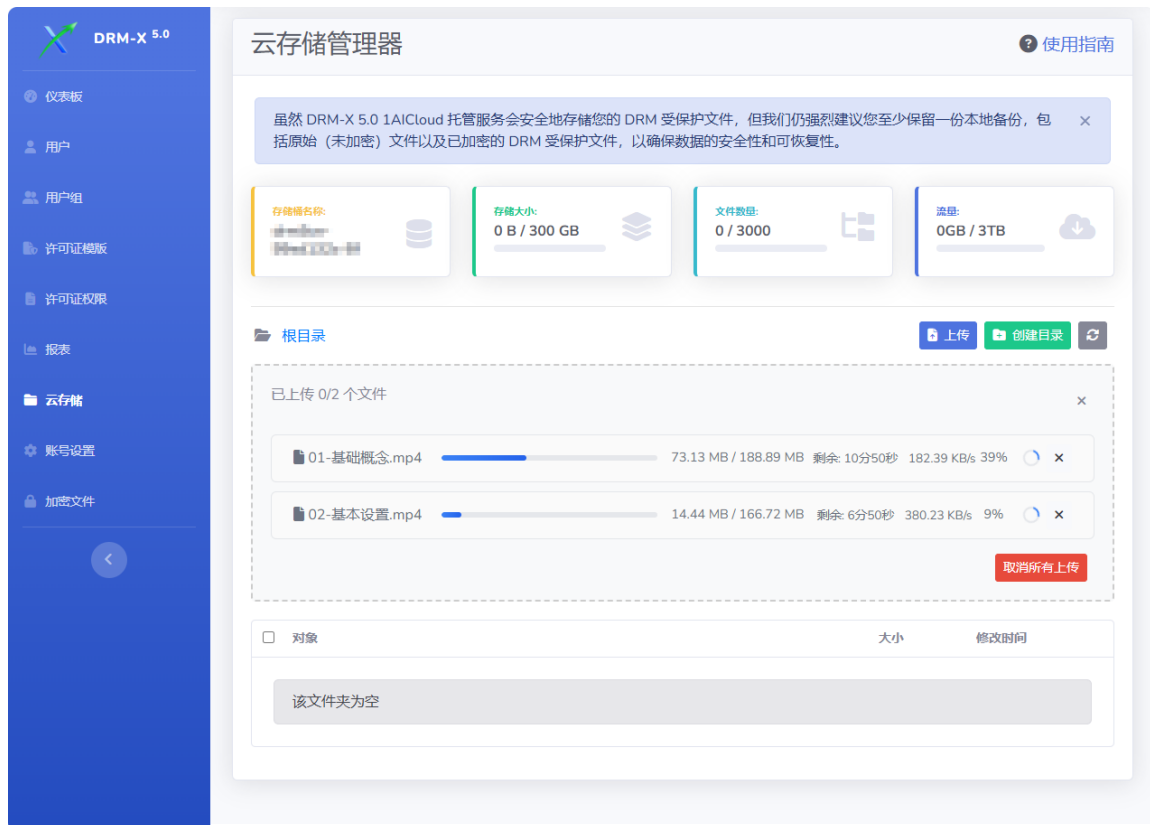 DRM-X 5.0
仪表板
用户
用户组
许可证模版
许可证权限
报表
云存储
账号设置
加密文件
云存储管理器
使用指南
虽然 DRM-X 5.0 1AICloud 托管服务会安全地存储您的 DRM 受保护文件，但我们仍强烈建议您至少保留一份本地备份，包
括原始（未加密）文件以及已加密的 DRM 受保护文件，以确保数据的安全性和可恢复性。
存储桶名称:
存储大小:
0 B / 300 GB
文件数量:
0 / 3000
流量:
0GB / 3TB
根目录
上传
创建目录
已上传 0/2 个文件
01-基础概念.mp4 73.13 MB / 188.89 MB 剩余: 10分50秒 182.39 KB/s 39%
02-基本设置.mp4 14.44 MB / 166.72 MB 剩余: 6分50秒 380.23 KB/s 9%
取消所有上传
对象 大小 修改时间
该文件夹为空